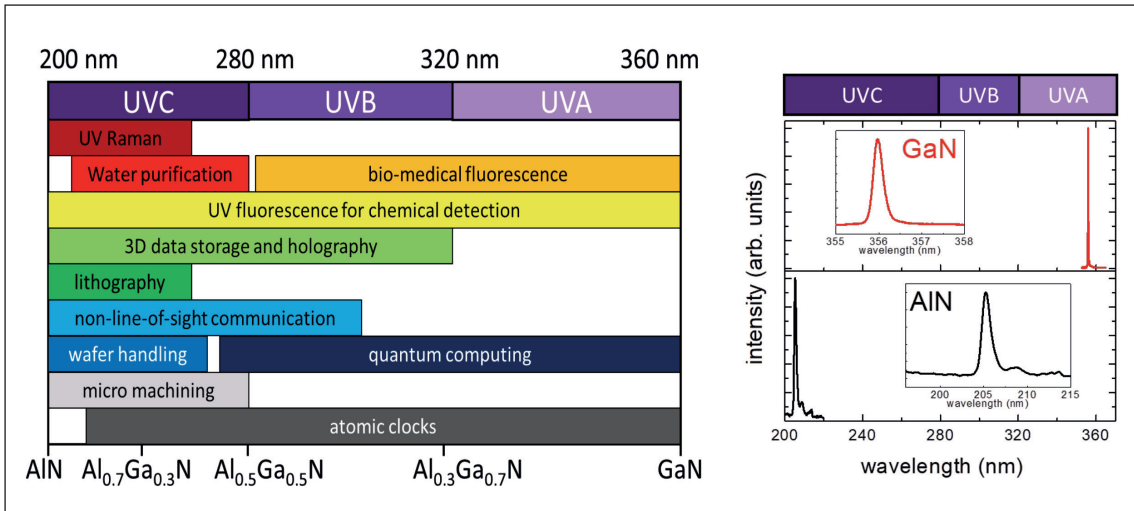 200 nm 280 nm 320 nm 360 nm
UVC UVB UVA
UV Raman
Water purification bio-medical fluorescence
UV fluorescence for chemical detection
3D data storage and holography
lithography
non-line-of-sight communication
wafer handling quantum computing
micro machining
atomic clocks
AlN Al0.7Ga0.3N Al0.5Ga0.5N Al0.3Ga0.7N GaN
UVC UVB UVA
intensity (arb. units)
GaN
355 356 357 358
wavelength (nm)
AlN
200 205 210 215
wavelength (nm)
200 240 280 320 360
wavelength (nm)